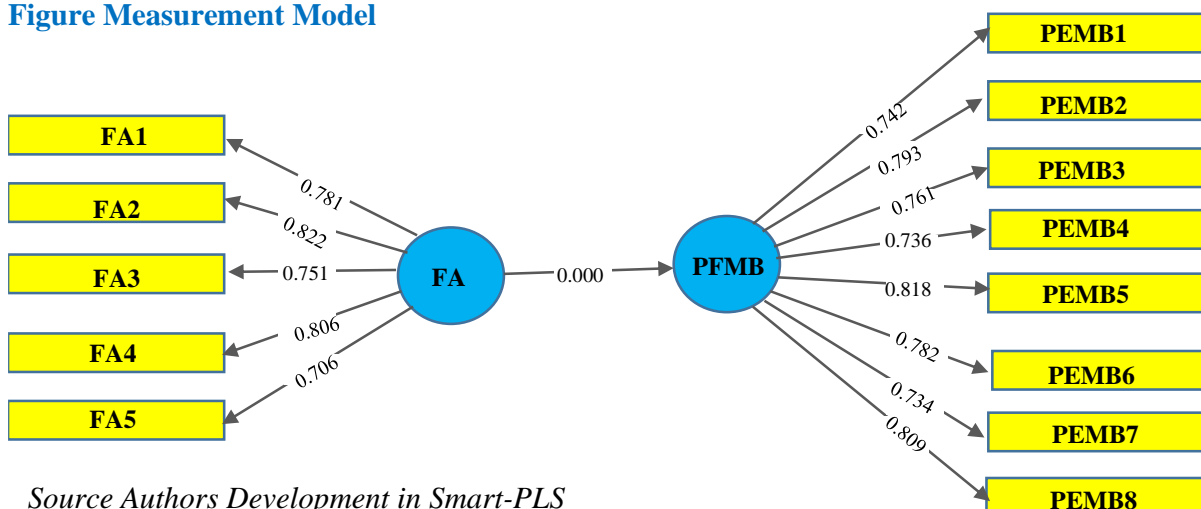 Figure Measurement Model
FA1
FA2
FA3
FA4
FA5
0.781
0.822
0.751
0.806
0.706
FA
0.000
PFMB
0.742
0.793
0.761
0.736
0.818
0.782
0.734
0.809
PEMB1
PEMB2
PEMB3
PEMB4
PEMB5
PEMB6
PEMB7
PEMB8
Source Authors Development in Smart-PLS